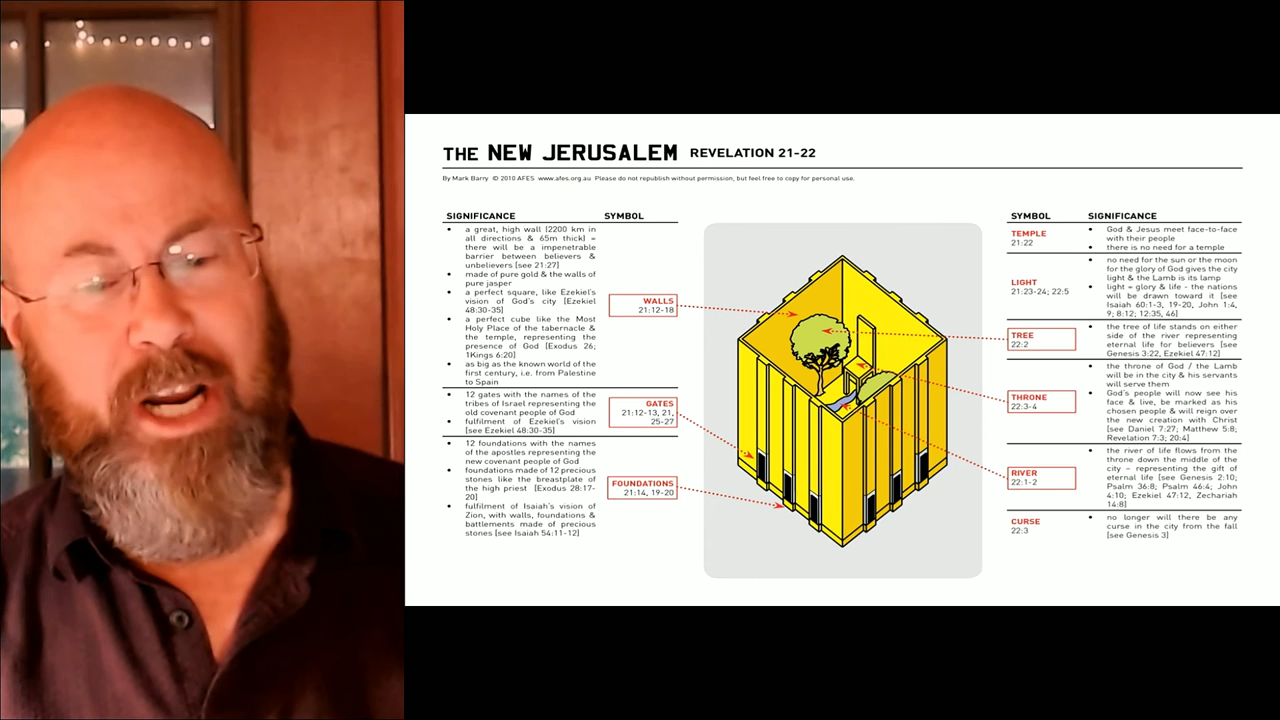 THE NEW JERUSALEM REVELATION 21-22
By Mark Barry © 2010 AFES www.afes.org.au Please do not republish without permission, but feel free to copy for personal use.
SIGNIFICANCE SYMBOL
• a great, high wall [2200 km in
all directions & 65m thick] =
there will be a impenetrable
barrier between believers &
unbelievers [see 21:27]
• made of pure gold & the walls of
pure jasper
• a perfect square, like Ezekiel's
vision of God's city [Ezekiel
48:30-35]
• a perfect cube like the Most
Holy Place of the tabernacle &
the temple, representing the
presence of God [Exodus 26;
1Kings 6:20]
• as big as the known world of the
first century, i.e. from Palestine
to Spain
WALLS
21:12-18
• 12 gates with the names of the
tribes of Israel representing the
old covenant people of God
• fulfilment of Ezekiel's vision
[see Ezekiel 48:30-35]
GATES
21:12-13, 21,
25-27
• 12 foundations with the names
of the apostles representing the
new covenant people of God
• foundations made of 12 precious
stones like the breastplate of
the high priest [Exodus 28:17-
20]
• fulfilment of Isaiah's vision of
Zion, with walls, foundations &
battlements made of precious
stones [see Isaiah 54:11-12]
FOUNDATIONS
21:14, 19-20
SYMBOL SIGNIFICANCE
TEMPLE
21:22
• God & Jesus meet face-to-face
with their people
• there is no need for a temple
LIGHT
21:23-24; 22:5
• no need for the sun or the moon
for the glory of God gives the city
light & the Lamb is its lamp
• light = glory & life - the nations
will be drawn toward it [see
Isaiah 60:1-3, 19-20, John 1:4,
9; 8:12; 12:35, 46]
TREE
22:2
• the tree of life stands on either
side of the river representing
eternal life for believers [see
Genesis 3:22, Ezekiel 47:12]
THRONE
22:3-4
• the throne of God / the Lamb
will be in the city & his servants
will serve them
• God's people will now see his
face & live, be marked as his
chosen people & will reign over
the new creation with Christ
[see Daniel 7:27; Matthew 5:8;
Revelation 7:3; 20:4]
RIVER
22:1-2
• the river of life flows from the
throne down the middle of the
city – representing the gift of
eternal life [see Genesis 2:10;
Psalm 36:8; Psalm 46:4; John
4:10; Ezekiel 47:12, Zechariah
14:8]
CURSE
22:3
• no longer will there be any
curse in the city from the fall
[see Genesis 3]